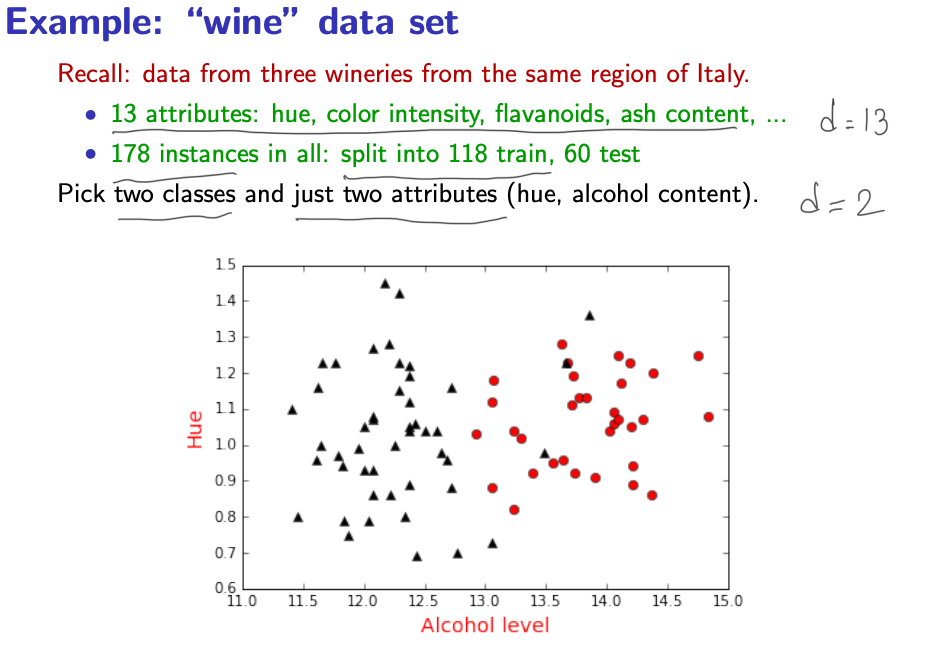 Example: “wine” data set
Recall: data from three wineries from the same region of Italy.
• 13 attributes: hue, color intensity, flavanoids, ash content, ...
d=13
• 178 instances in all: split into 118 train, 60 test
Pick two classes and just two attributes (hue, alcohol content).
d=2
1.5
1.4
1.3
1.2
1.1
1.0
0.9
0.8
0.7
0.6
Hue
11.0 11.5 12.0 12.5 13.0 13.5 14.0 14.5 15.0
Alcohol level